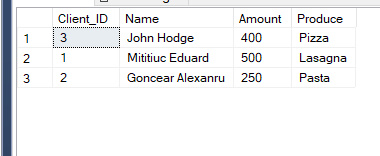 Client_ID Name Amount Produce
1 3 John Hodge 400 Pizza
2 1 Mititiuc Eduard 500 Lasagna
3 2 Goncear Alexanru 250 Pasta